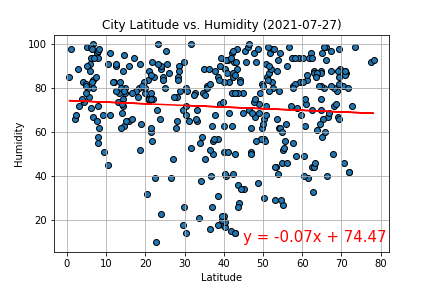 City Latitude vs. Humidity (2021-07-27)
Humidity
100
80
60
40
20
y = -0.07x + 74.47
0 10 20 30 40 50 60 70 80
Latitude